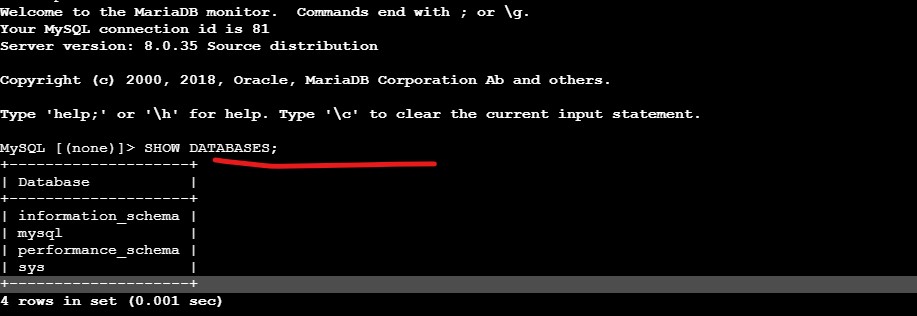 Welcome to the MariaDB monitor.  Commands end with ; or \g.
Your MySQL connection id is 81
Server version: 8.0.35 Source distribution

Copyright (c) 2000, 2018, Oracle, MariaDB Corporation Ab and others.

Type 'help;' or '\h' for help. Type '\c' to clear the current input statement.

MySQL [(none)]> SHOW DATABASES;
+--------------------+
| Database           |
+--------------------+
| information_schema |
| mysql              |
| performance_schema |
| sys                |
+--------------------+
4 rows in set (0.001 sec)